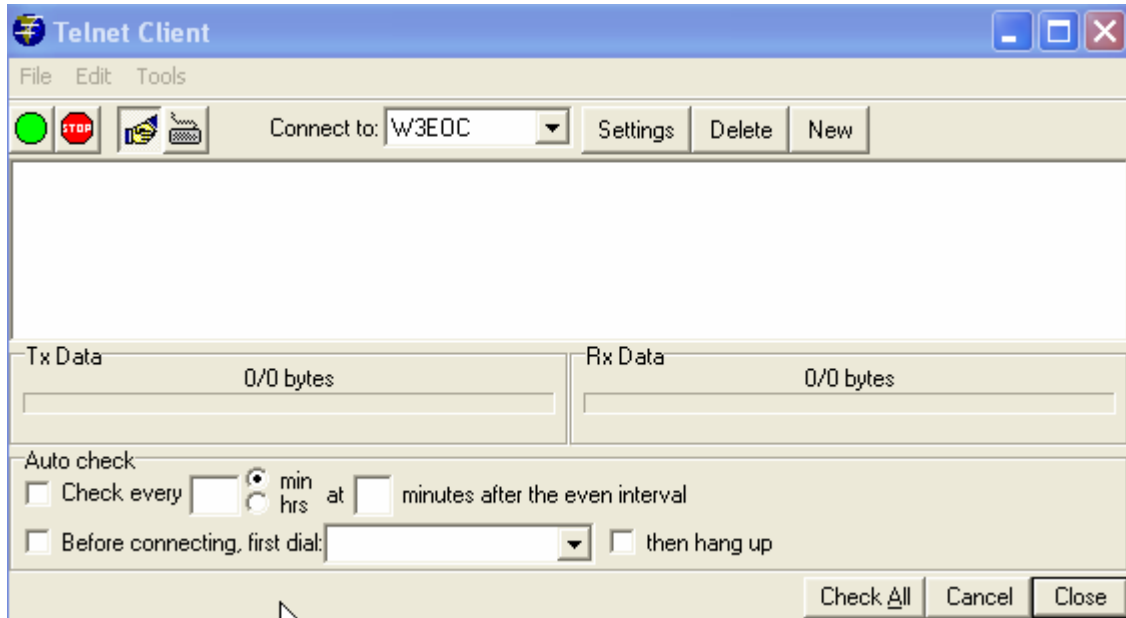 Telnet Client
File Edit Tools
STOP Connect to: W3EOC Settings Delete New
Tx Data Rx Data
0/0 bytes 0/0 bytes
Auto check
Check every min hrs at minutes after the even interval
Before connecting, first dial: then hang up
Check All Cancel Close